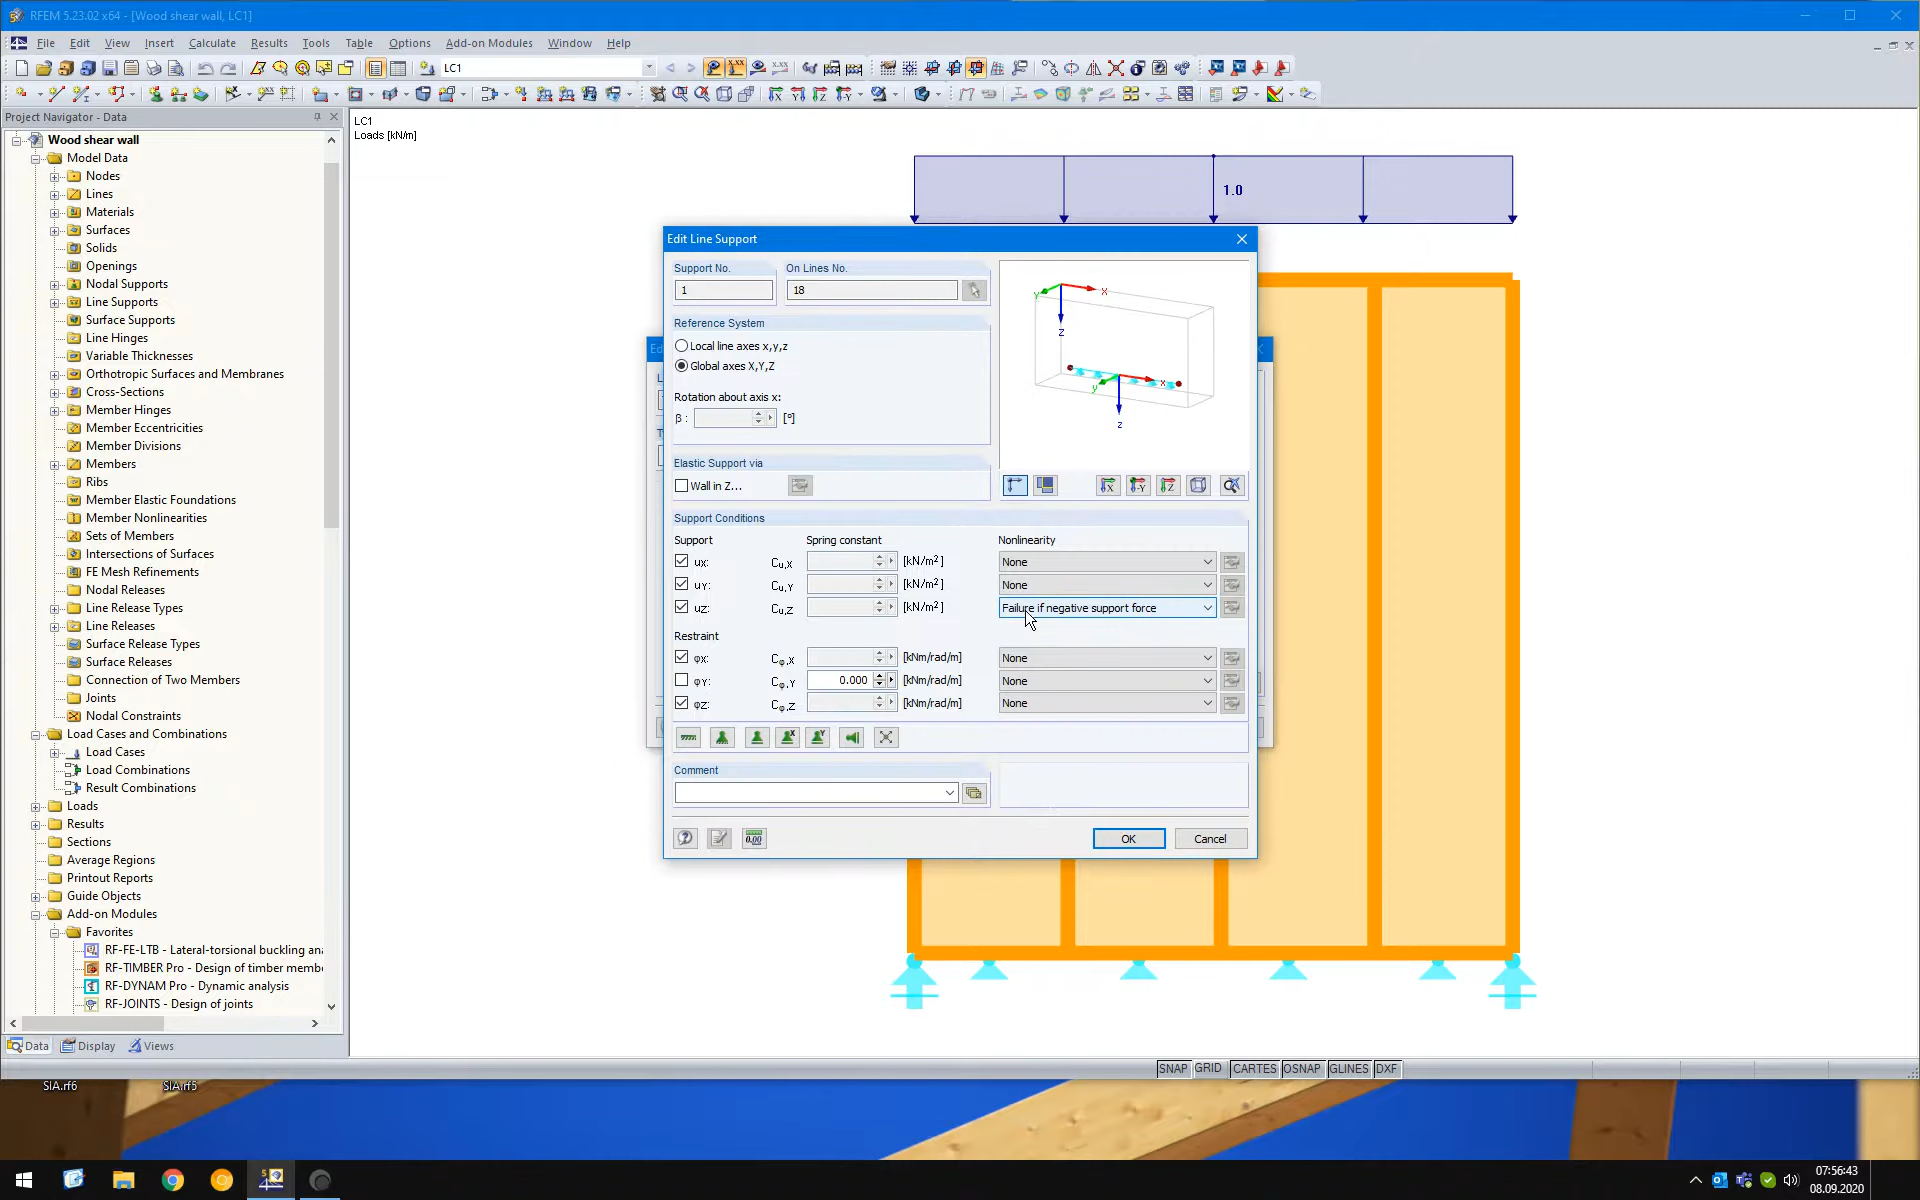 RFEM 5.23.02 x64 - [Wood shear wall, LC1]
File Edit View Insert Calculate Results Tools Table Options Add-on Modules Window Help
LC1
Project Navigator - Data
Wood shear wall
Model Data
Nodes
Lines
Materials
Surfaces
Solids
Openings
Nodal Supports
Line Supports
Surface Supports
Line Hinges
Variable Thicknesses
Orthotropic Surfaces and Membranes
Cross-Sections
Member Hinges
Member Eccentricities
Member Divisions
Members
Ribs
Member Elastic Foundations
Member Nonlinearities
Sets of Members
Intersections of Surfaces
FE Mesh Refinements
Nodal Releases
Line Release Types
Line Releases
Surface Release Types
Surface Releases
Connection of Two Members
Joints
Nodal Constraints
Load Cases and Combinations
Load Cases
Load Combinations
Result Combinations
Loads
Results
Sections
Average Regions
Printout Reports
Guide Objects
Add-on Modules
Favorites
RF-FE-LTB - Lateral-torsional buckling ana
RF-TIMBER Pro - Design of timber membe
RF-DYNAM Pro - Dynamic analysis
RF-JOINTS - Design of joints
Data Display Views
LC1
Loads [kN/m]
1.0
Edit Line Support
Support No.
1
On Lines No.
18
Reference System
Local line axes x,y,z
Global axes X,Y,Z
Rotation about axis x:
β : [°]
Elastic Support via
Wall in Z...
Y X
Z
x
y
z
Support Conditions
Support Spring constant Nonlinearity
uX: Cu,X [kN/m2] None
uY: Cu,Y [kN/m2] None
uZ: Cu,Z [kN/m2] Failure if negative support force
Restraint
φX: Cφ,X [kNm/rad/m] None
φY: Cφ,Y 0.000 [kNm/rad/m] None
φZ: Cφ,Z [kNm/rad/m] None
Comment
OK Cancel
SNAP GRID CARTES OSNAP GLINES DXF
SIA.rf6 SIA.rf5
07:56:43
08.09.2020